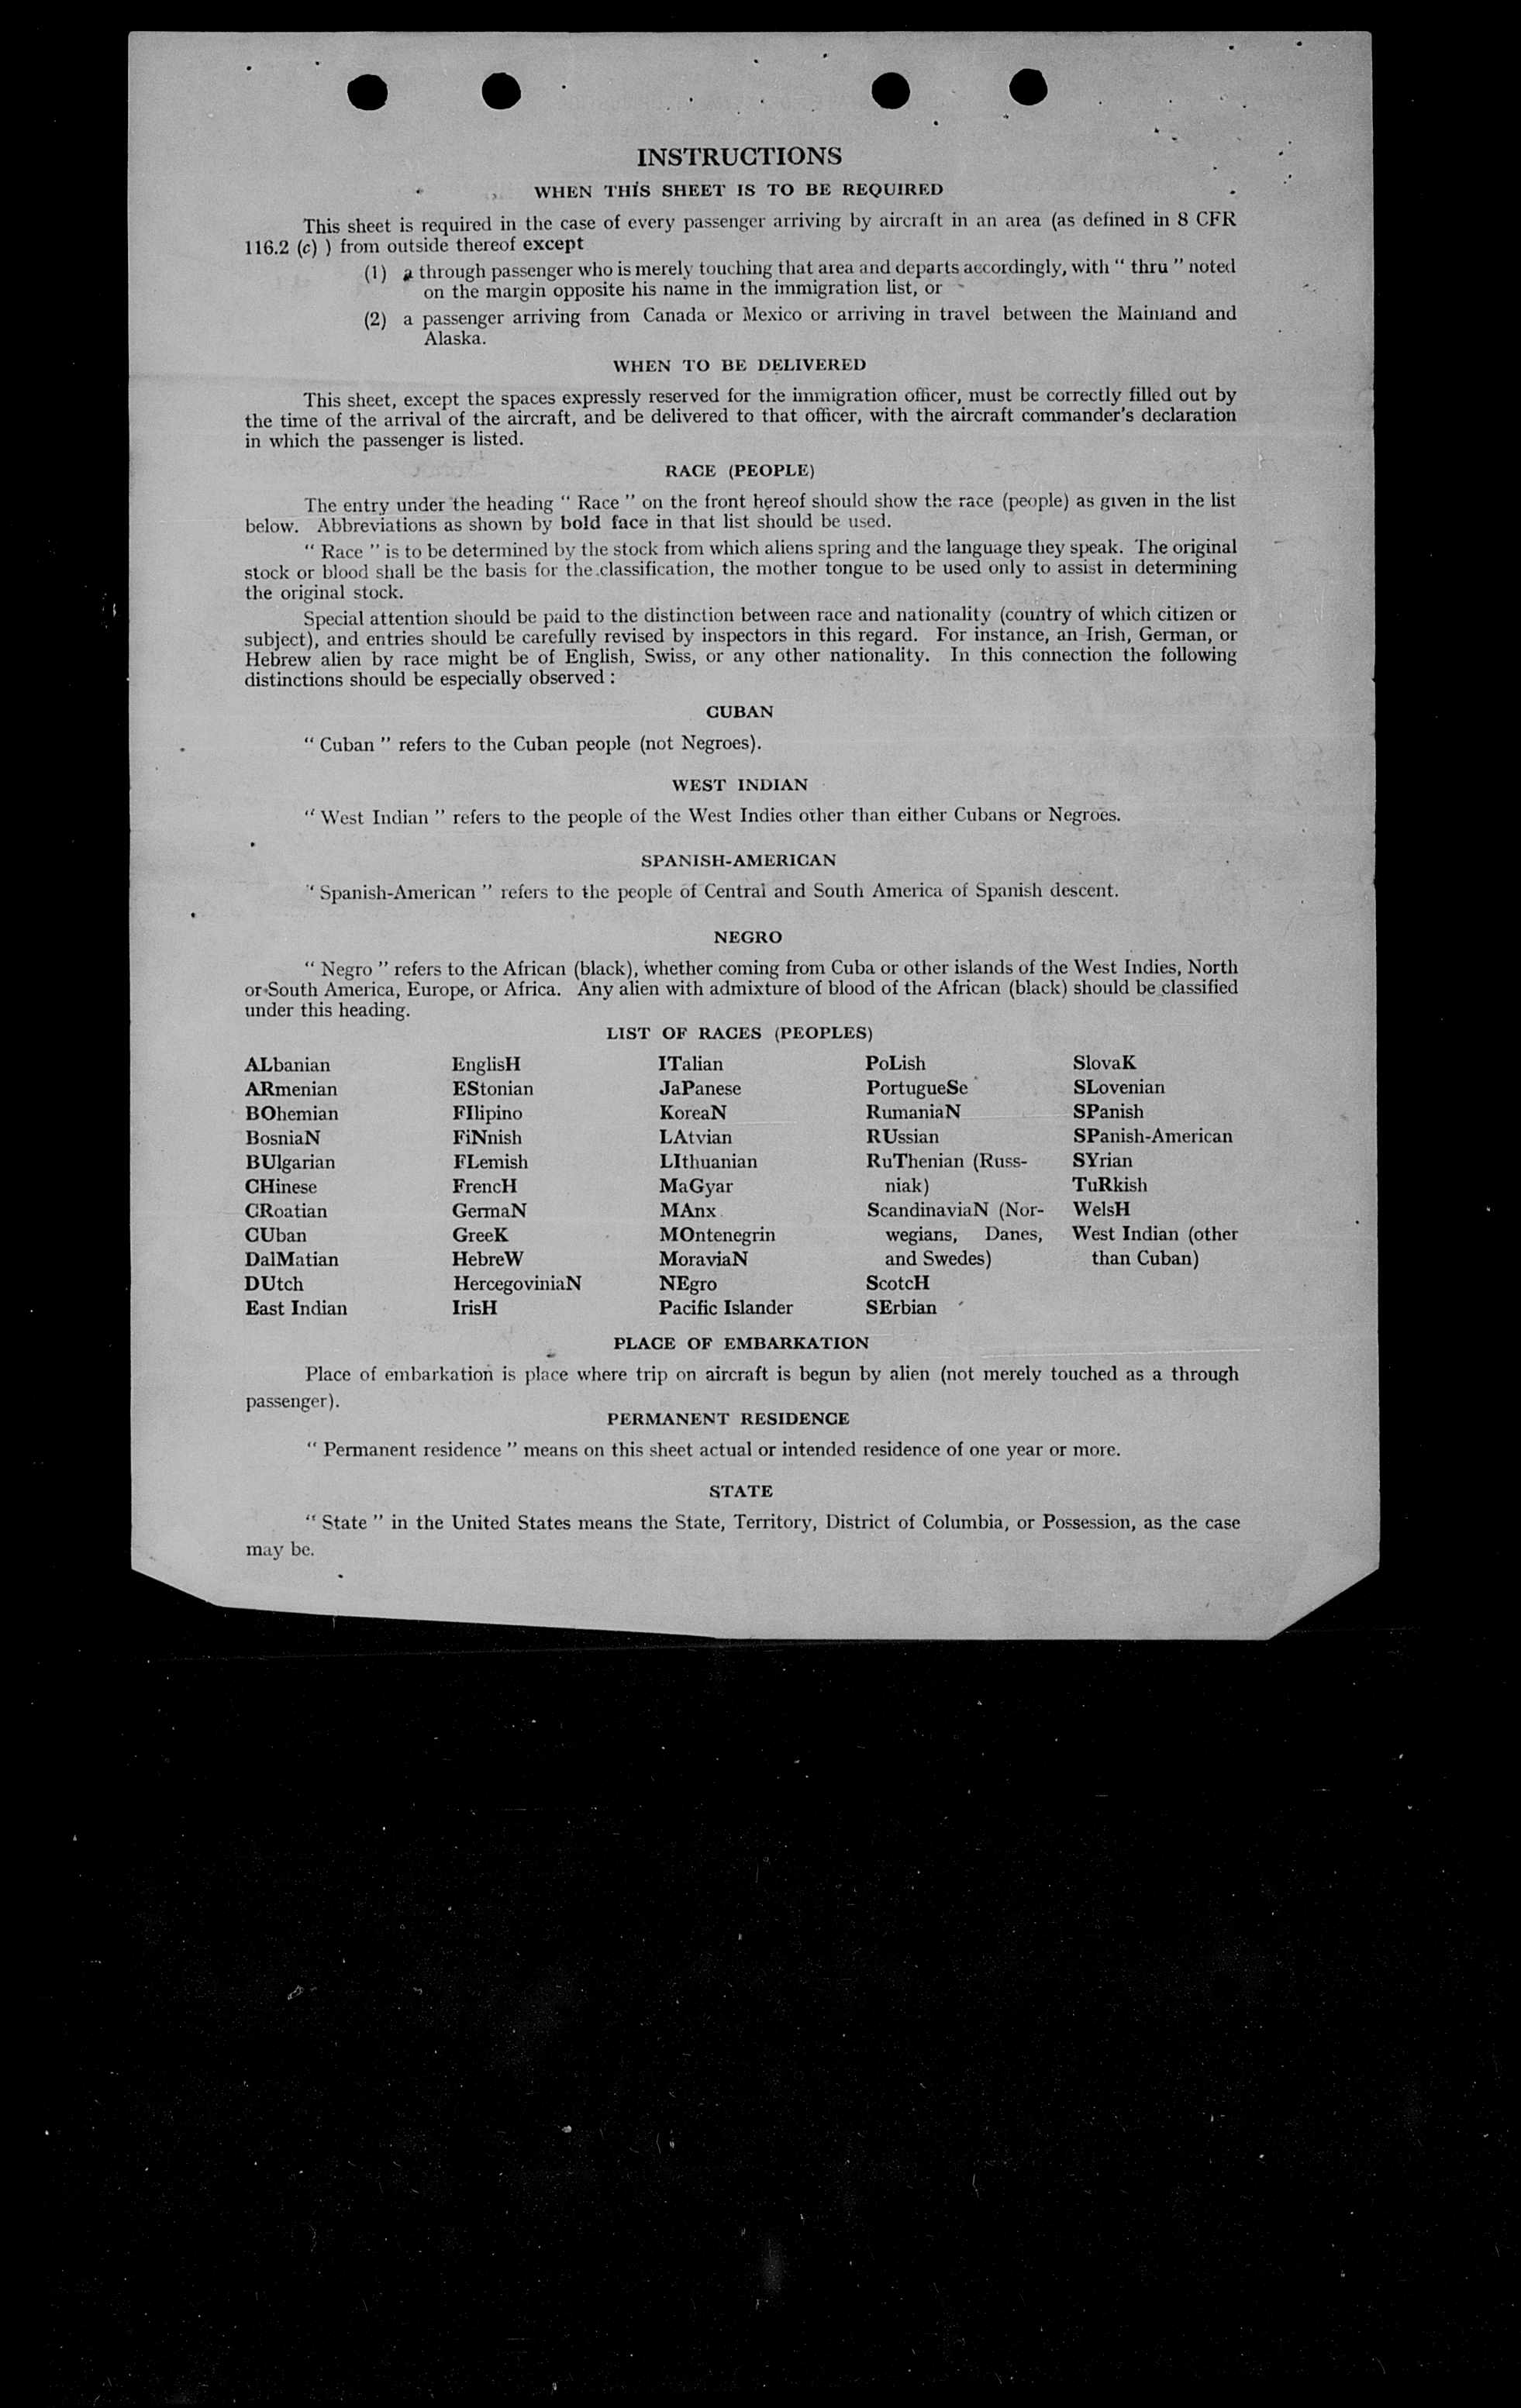 INSTRUCTIONS
WHEN THIS SHEET IS TO BE REQUIRED
This sheet is required in the case of every passenger arriving by aircraft in an area (as defined in 8 CFR
116.2 (c) ) from outside thereof except
(1) a through passenger who is merely touching that area and departs accordingly, with “ thru ” noted
on the margin opposite his name in the immigration list, or
(2) a passenger arriving from Canada or Mexico or arriving in travel between the Mainland and
Alaska.
WHEN TO BE DELIVERED
This sheet, except the spaces expressly reserved for the immigration officer, must be correctly filled out by
the time of the arrival of the aircraft, and be delivered to that officer, with the aircraft commander's declaration
in which the passenger is listed.
RACE (PEOPLE)
The entry under the heading “ Race ” on the front hereof should show the race (people) as given in the list
below. Abbreviations as shown by bold face in that list should be used.
“ Race ” is to be determined by the stock from which aliens spring and the language they speak. The original
stock or blood shall be the basis for the classification, the mother tongue to be used only to assist in determining
the original stock.
Special attention should be paid to the distinction between race and nationality (country of which citizen or
subject), and entries should be carefully revised by inspectors in this regard. For instance, an Irish, German, or
Hebrew alien by race might be of English, Swiss, or any other nationality. In this connection the following
distinctions should be especially observed :
CUBAN
“ Cuban ” refers to the Cuban people (not Negroes).
WEST INDIAN
“ West Indian ” refers to the people of the West Indies other than either Cubans or Negroes.
SPANISH-AMERICAN
“ Spanish-American ” refers to the people of Central and South America of Spanish descent.
NEGRO
“ Negro ” refers to the African (black), whether coming from Cuba or other islands of the West Indies, North
or South America, Europe, or Africa. Any alien with admixture of blood of the African (black) should be classified
under this heading.
LIST OF RACES (PEOPLES)
ALbanian
ARmenian
BOhemian
BosniaN
BUlgarian
CHinese
CRoatian
CUban
DalMatian
DUtch
East Indian
EnglisH
EStonian
FIlipino
FiNnish
FLemish
FrencH
GermaN
GreeK
HebreW
HercegoviniaN
IrisH
ITalian
JaPanese
KoreaN
LAtvian
LIthuanian
MaGyar
MAnx
MOntenegrin
MoraviaN
NEgro
Pacific Islander
PoLish
PortugueSe
RumaniaN
RUssian
RuThenian (Russ-
niak)
ScandinaviaN (Nor-
wegians, Danes,
and Swedes)
ScotcH
SErbian
SlovaK
SLovenian
SPanish
SPanish-American
SYrian
TuRkish
WelsH
West Indian (other
than Cuban)
PLACE OF EMBARKATION
Place of embarkation is place where trip on aircraft is begun by alien (not merely touched as a through
passenger).
PERMANENT RESIDENCE
“ Permanent residence ” means on this sheet actual or intended residence of one year or more.
STATE
“ State ” in the United States means the State, Territory, District of Columbia, or Possession, as the case
may be.